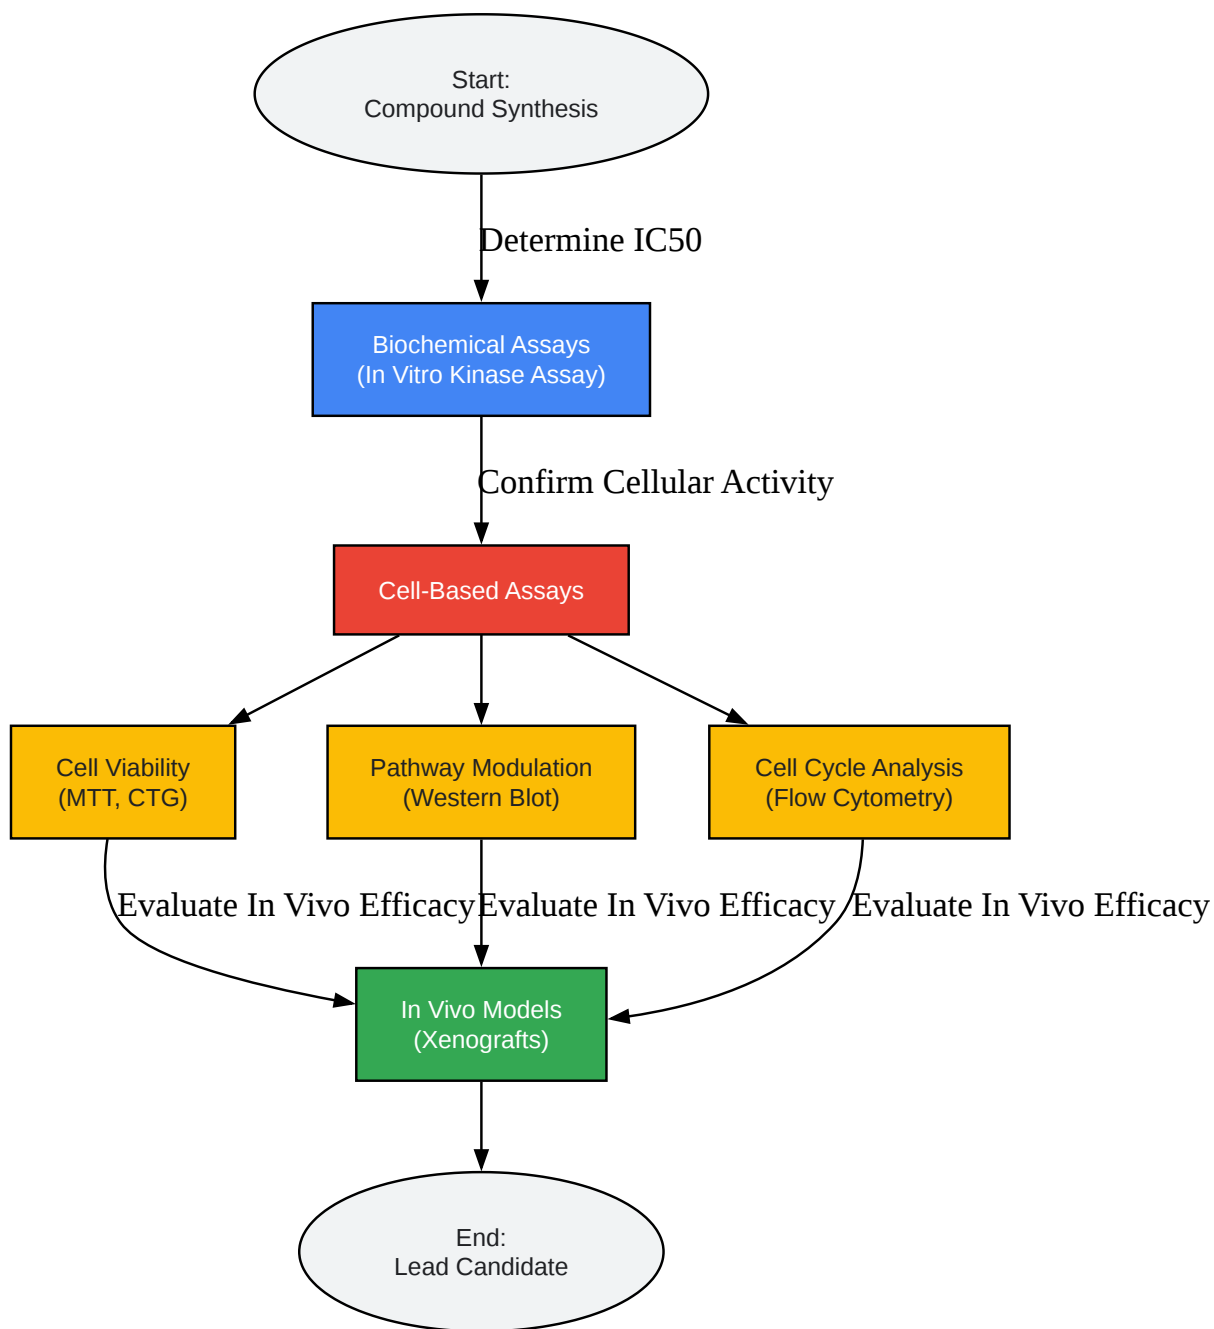 Start:
Compound Synthesis
Determine IC50
Biochemical Assays
(In Vitro Kinase Assay)
Confirm Cellular Activity
Cell-Based Assays
Cell Viability
(MTT, CTG)
Pathway Modulation
(Western Blot)
Cell Cycle Analysis
(Flow Cytometry)
Evaluate In Vivo Efficacy
Evaluate In Vivo Efficacy
Evaluate In Vivo Efficacy
In Vivo Models
(Xenografts)
End:
Lead Candidate